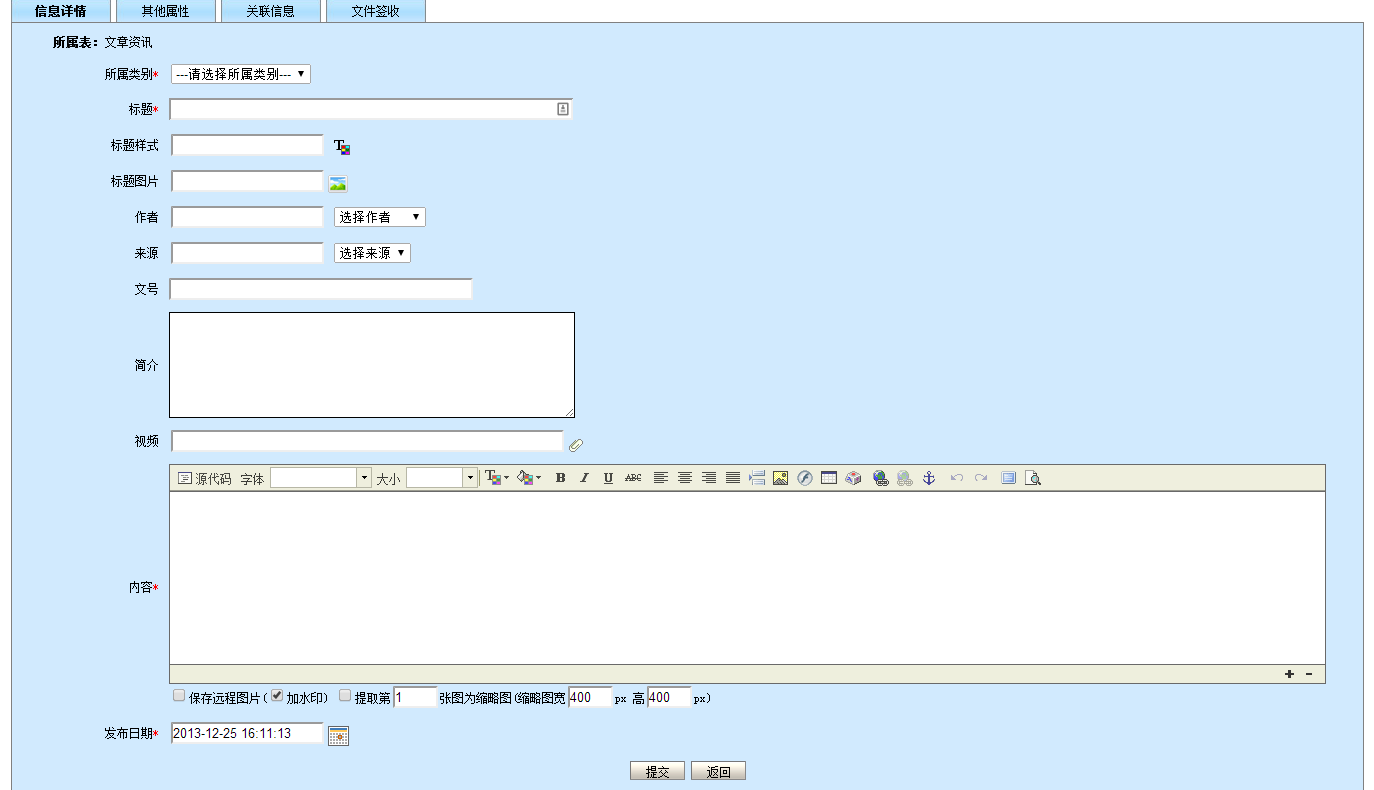 信息详情 其他属性 关联信息 文件签收
所属表：文章资讯
所属类别* ---请选择所属类别---
标题*
标题样式
标题图片
作者 选择作者
来源 选择来源
文号
简介
视频
源代码 字体 大小 B I U ABC
内容*
保存远程图片(加水印) 提取第 1 张图为缩略图(缩略图宽 400 px 高 400 px)
发布日期* 2013-12-25 16:11:13
提交 返回